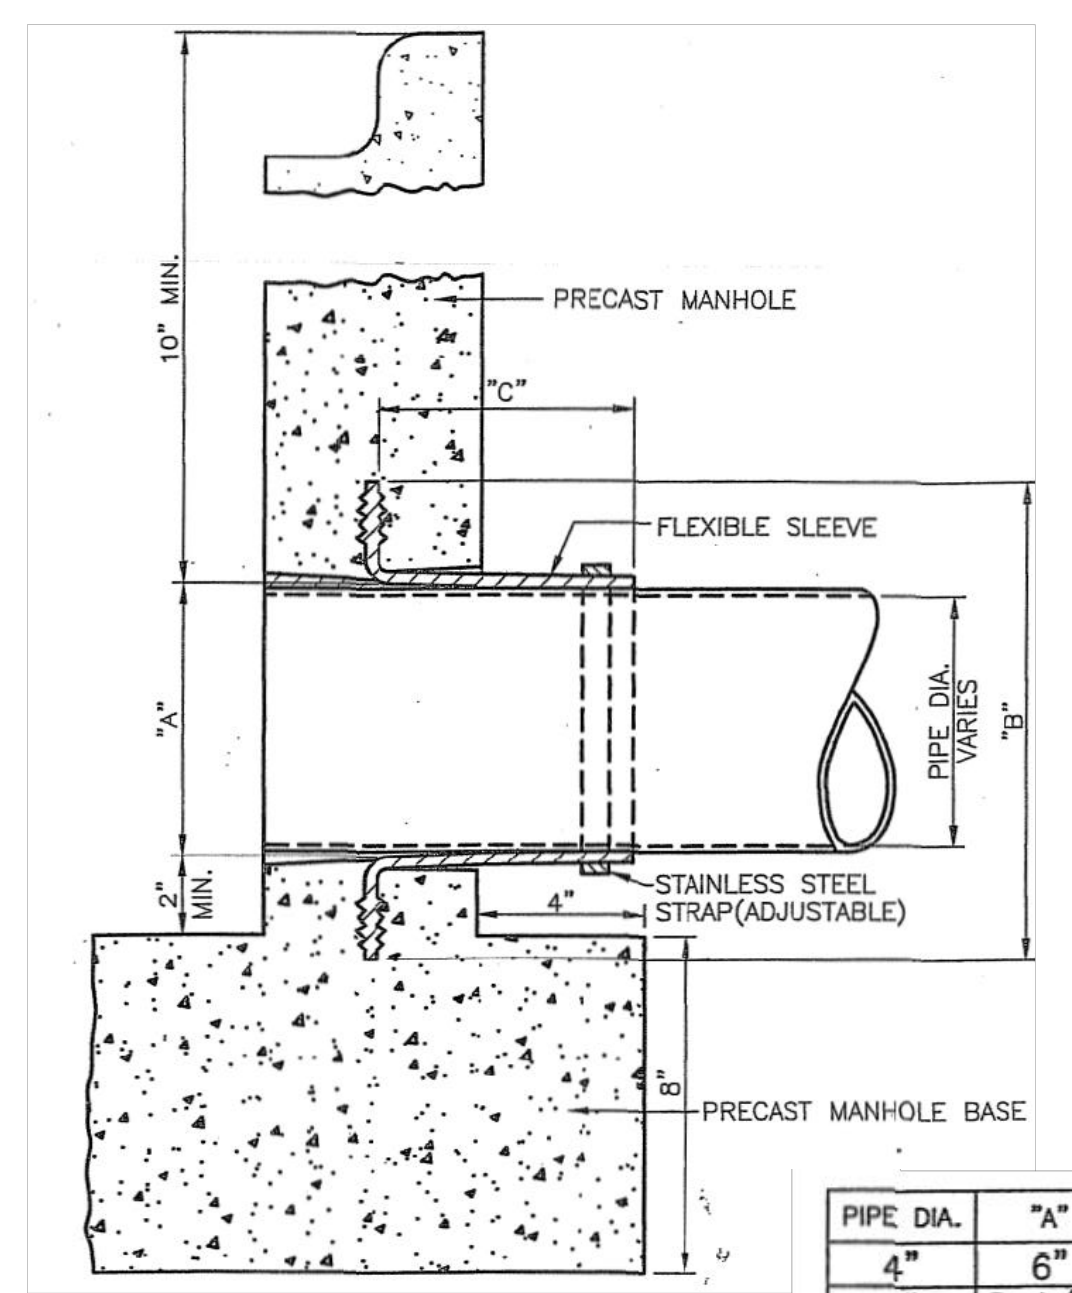 10" MIN.
PRECAST MANHOLE
"C"
FLEXIBLE SLEEVE
"A"
PIPE DIA.
VARIES
"B"
2"
MIN.
4"
STAINLESS STEEL
STRAP(ADJUSTABLE)
8"
PRECAST MANHOLE BASE
PIPE DIA. "A"
4" 6"